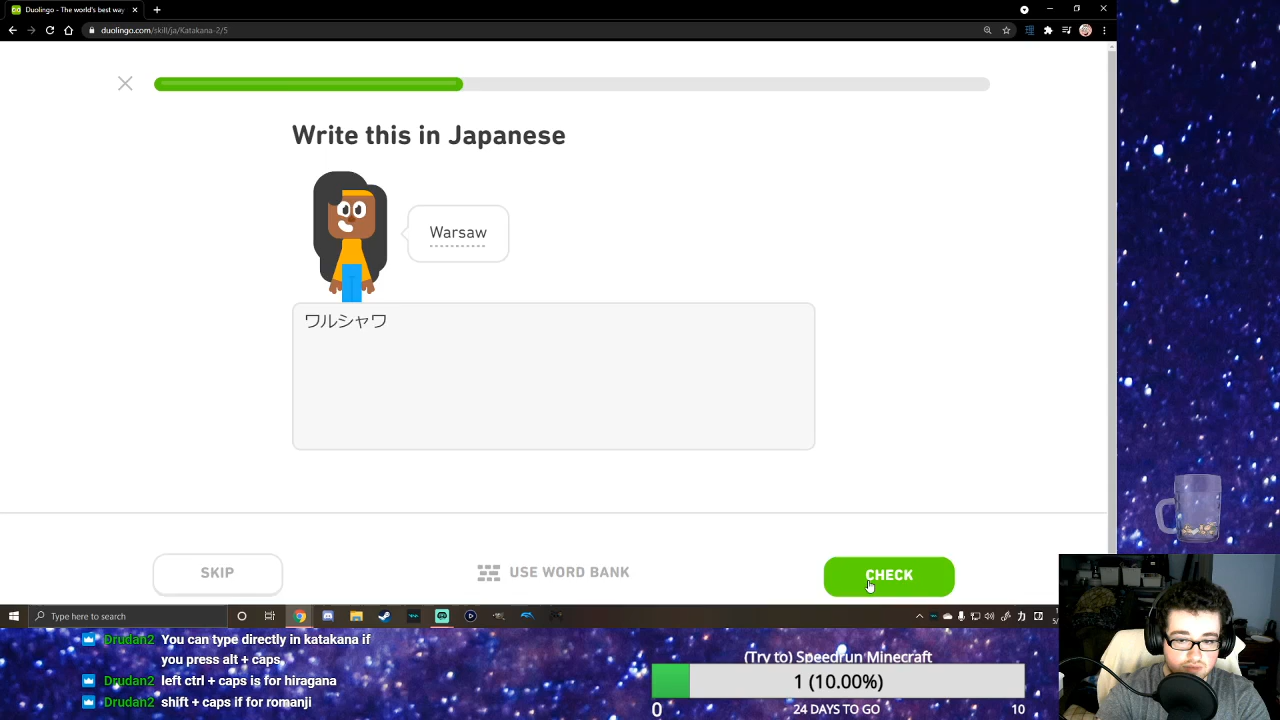 Duolingo - The world's best way
duolingo.com/skill/ja/Katakana-2/5
Write this in Japanese
Warsaw
ワルシャワ
SKIP
USE WORD BANK
CHECK
Type here to search
Drudan2 You can type directly in katakana if
you press alt + caps,
Drudan2 left ctrl + caps is for hiragana
Drudan2 shift + caps if for romanji
(Try to) Speedrun Minecraft
1 (10.00%)
0
24 DAYS TO GO
10